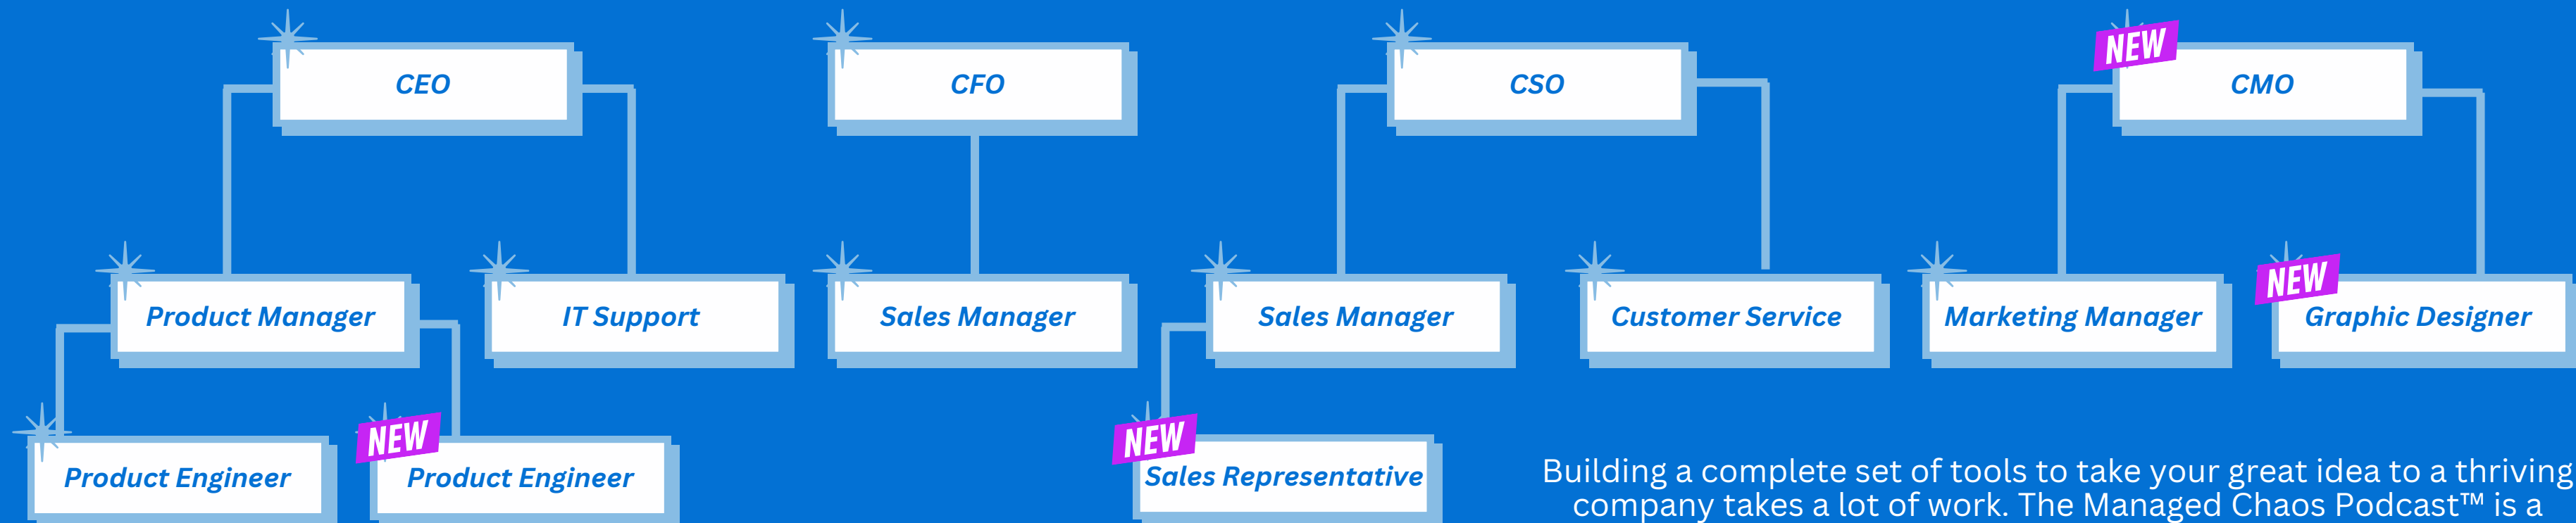 CEO
CFO
CSO
NEW
CMO
Product Manager
IT Support
Sales Manager
Sales Manager
Customer Service
Marketing Manager
NEW
Graphic Designer
Product Engineer
NEW
Product Engineer
NEW
Sales Representative
Building a complete set of tools to take your great idea to a thriving
company takes a lot of work. The Managed Chaos Podcast™ is a